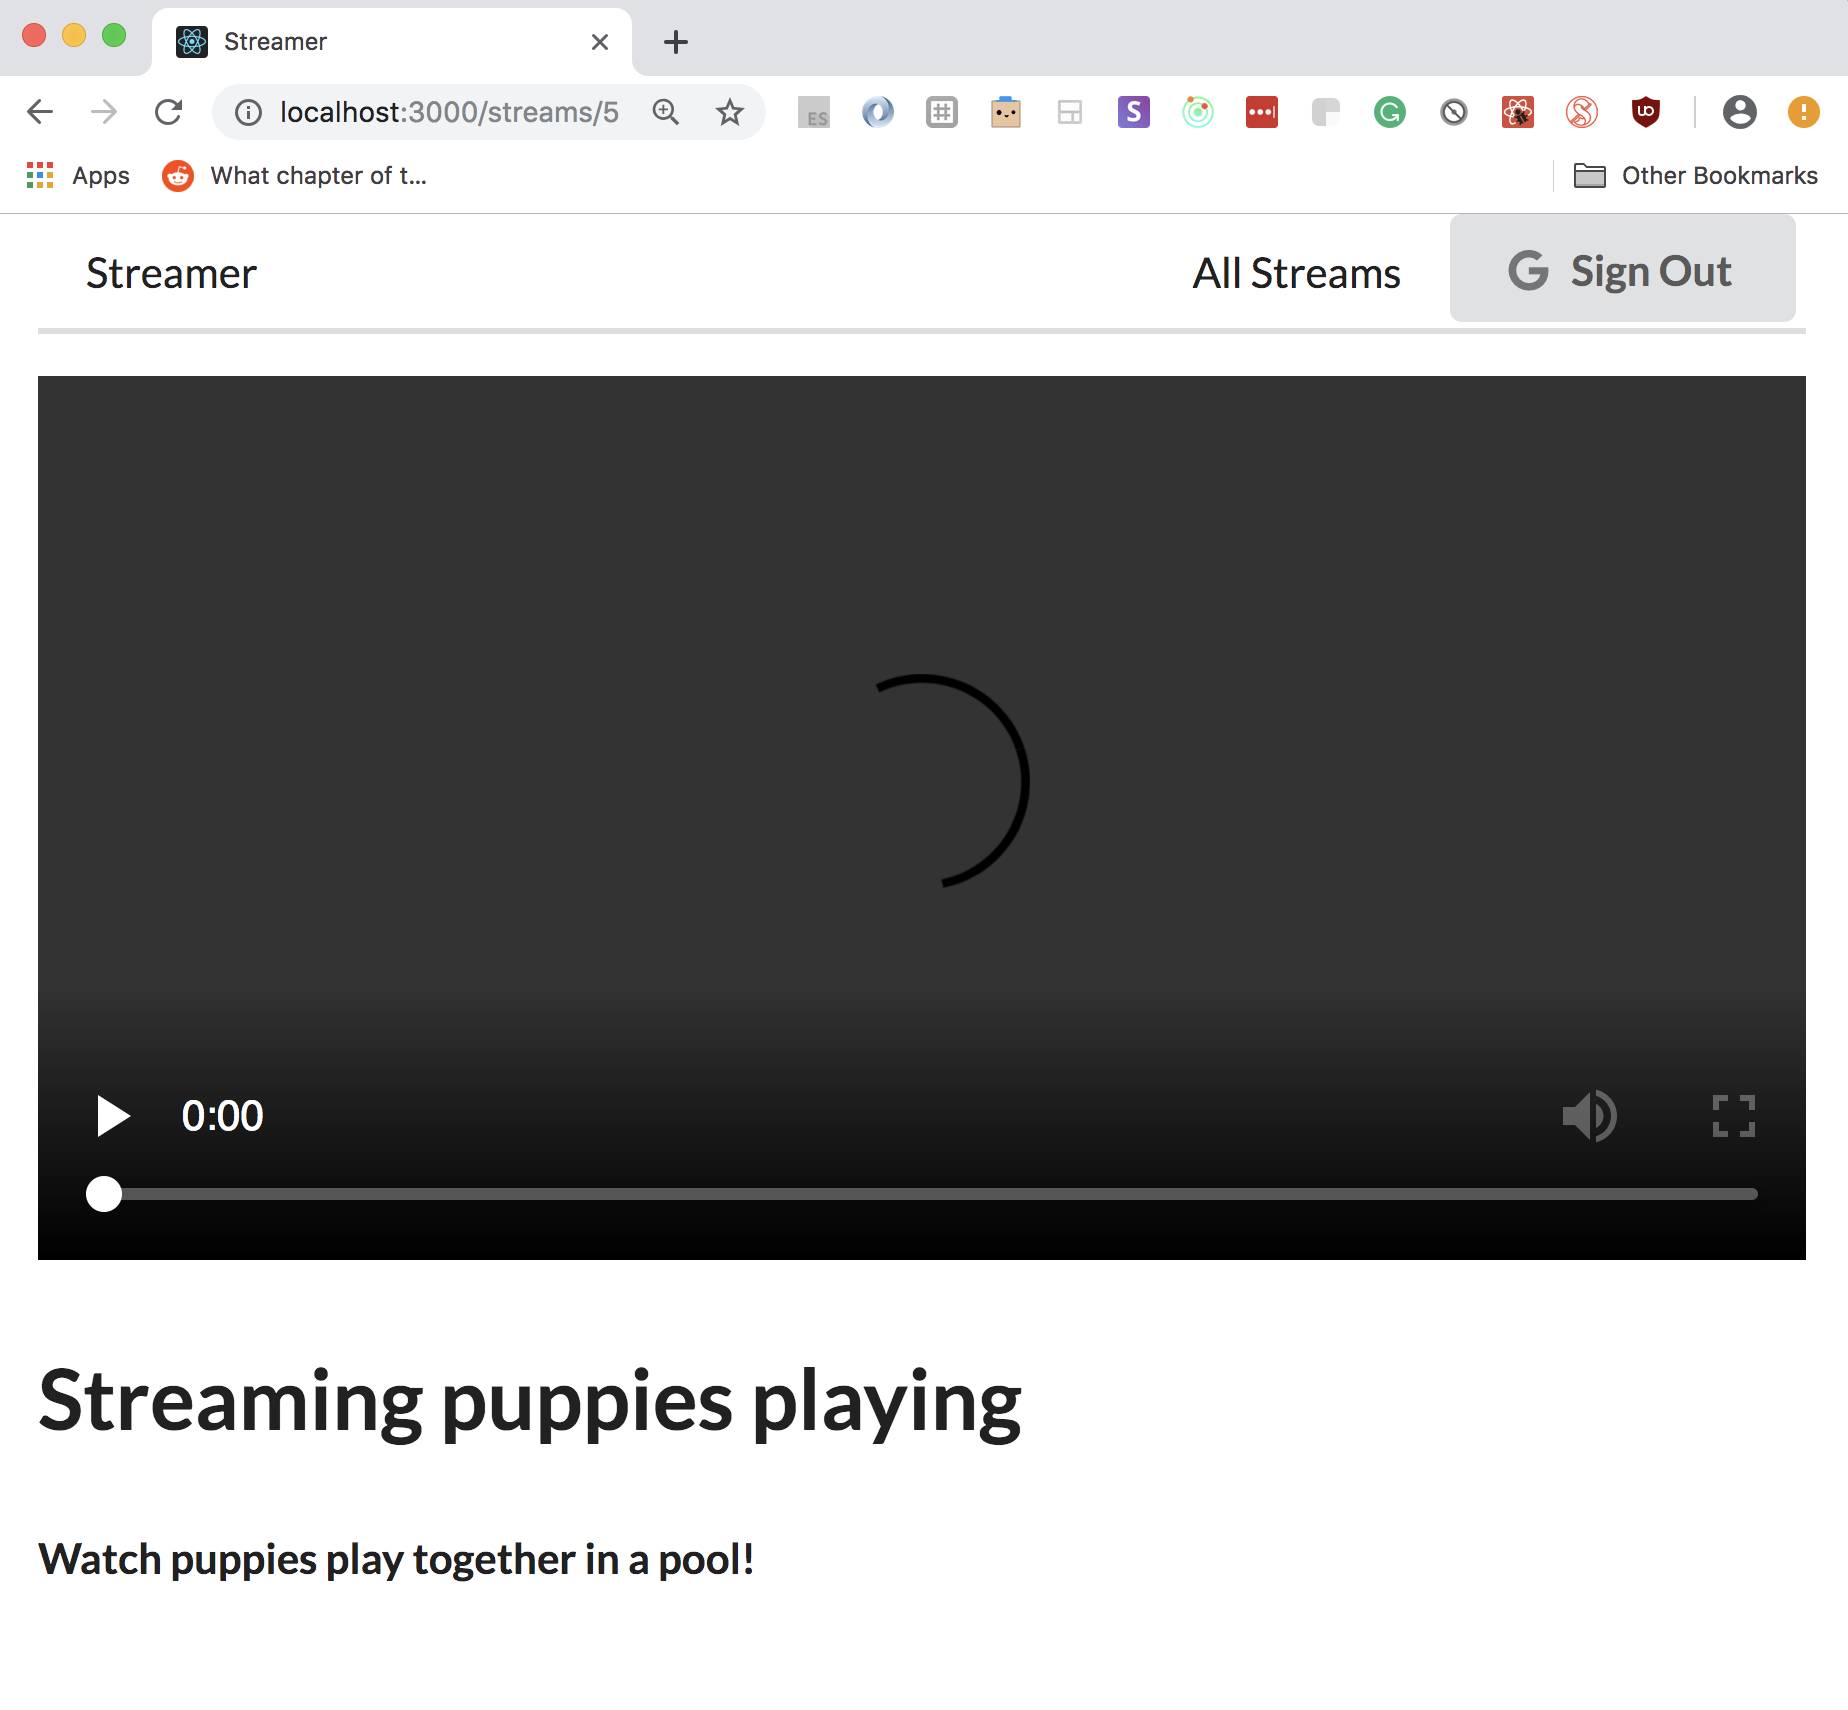 Streamer
localhost:3000/streams/5
ES
S
Apps
What chapter of t...
Other Bookmarks
Streamer
All Streams
G Sign Out
0:00
Streaming puppies playing
Watch puppies play together in a pool!